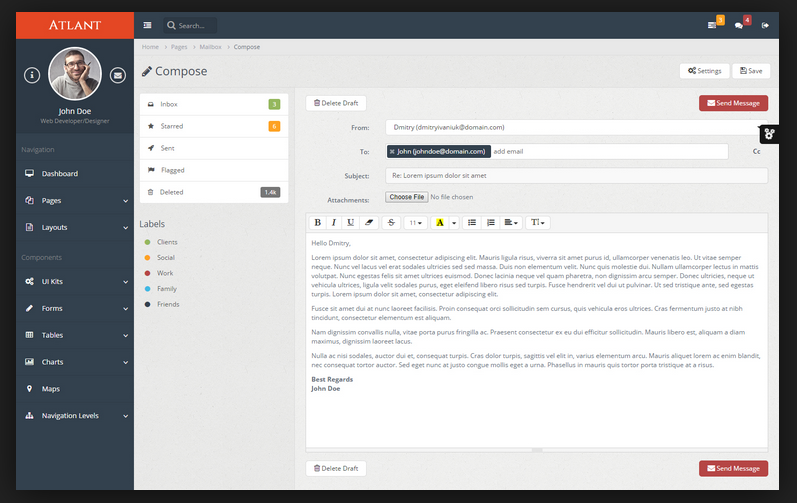 ATLANT
Search...
3
4
Home > Pages > Mailbox > Compose
Compose
Settings
Save
John Doe
Web Developer/Designer
Navigation
Dashboard
Pages
Layouts
Components
UI Kits
Forms
Tables
Charts
Maps
Navigation Levels
Inbox 3
Starred 6
Sent
Flagged
Deleted 1.4k
Labels
Clients
Social
Work
Family
Friends
Delete Draft
Send Message
From: Dmitry (dmitryivaniuk@domain.com)
To: John (johndoe@domain.com) add email Cc
Subject: Re: Lorem ipsum dolor sit amet
Attachments: Choose File No file chosen
B I U S 11 A T
Hello Dmitry,
Lorem ipsum dolor sit amet, consectetur adipiscing elit. Mauris ligula risus, viverra sit amet purus id, ullamcorper venenatis leo. Ut vitae semper
neque. Nunc vel lacus vel erat sodales ultricies sed sed massa. Duis non elementum velit. Nunc quis molestie dui. Nullam ullamcorper lectus in mattis
volutpat. Nunc egestas felis sit amet ultrices euismod. Donec lacinia neque vel quam pharetra, non dignissim arcu semper. Donec ultricies, neque ut
vehicula ultrices, ligula velit sodales purus, eget eleifend libero risus sed turpis. Fusce hendrerit vel dui ut pulvinar. Ut sed tristique ante, sed egestas
turpis. Lorem ipsum dolor sit amet, consectetur adipiscing elit.
Fusce sit amet dui at nunc laoreet facilisis. Proin consequat orci sollicitudin sem cursus, quis vehicula eros ultrices. Cras fermentum justo at nibh
tincidunt, consectetur elementum est aliquam.
Nam dignissim convallis nulla, vitae porta purus fringilla ac. Praesent consectetur ex eu dui efficitur sollicitudin. Mauris libero est, aliquam a diam
maximus, dignissim laoreet lacus.
Nulla ac nisi sodales, auctor dui et, consequat turpis. Cras dolor turpis, sagittis vel elit in, varius elementum arcu. Mauris aliquet lorem ac enim blandit,
nec consequat tortor auctor. Sed eget nunc at justo congue mollis eget a urna. Phasellus in mauris quis tortor porta tristique at a risus.
Best Regards
John Doe
Delete Draft
Send Message